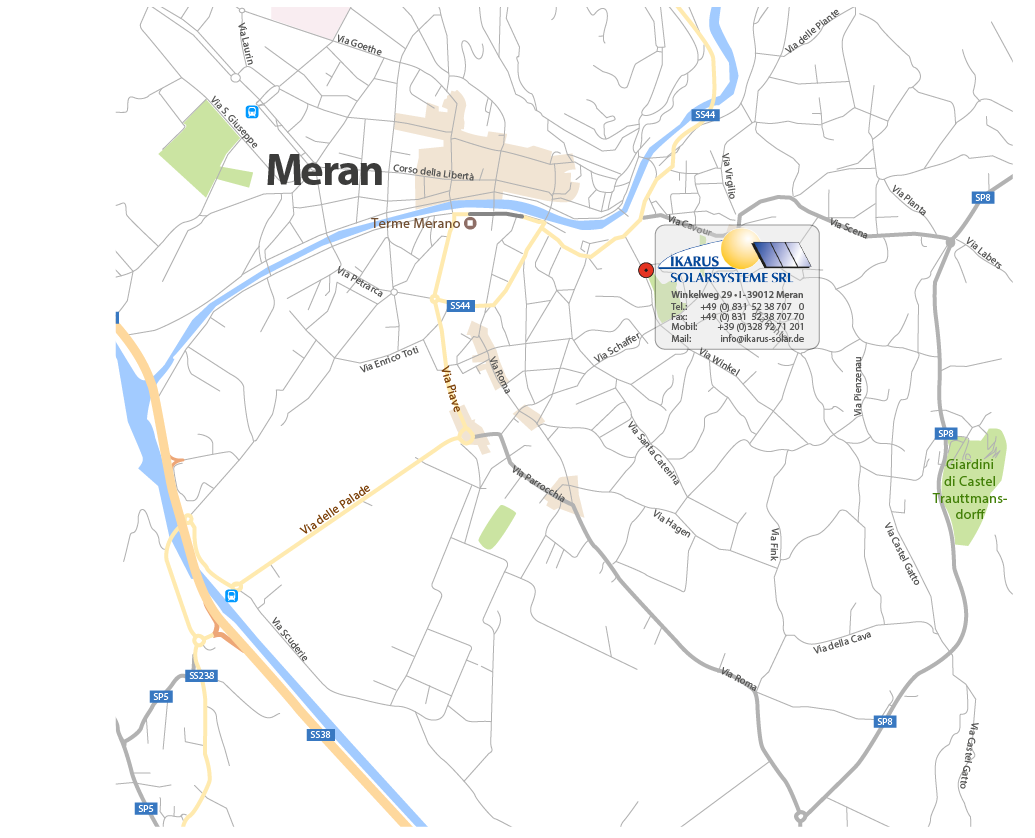 Via Laurin
Via Goethe
Via delle Piante
Via S. Giuseppe
SS44
Meran
Corso della Libertà
Via Virgilio
Via Planta
SP8
Terme Merano
Via Cavour
Via Scena
Via Labers
IKARUS
SOLARSYSTEME SRL
Winkelweg 29 • I - 39012 Meran
Tel.: +49 (0) 831 52 38 707 0
Fax: +49 (0) 831 52 38 707 70
Mobil: +39 (0)328 72 71 201
Mail: info@ikarus-solar.de
Via Petrarca
SS44
Via Schaffer
Via Enrico Toti
Via Winkel
Via Roma
Via Piave
Via Pienzenau
SP8
Via Santa Caterina
Giardini
di Castel
Trauttmans-
dorff
Via Parrocchia
Via delle Palade
Via Hagen
Via Fink
Via Castel Gatto
Via Scuderie
Via della Cava
SS238
Via Roma
SP5
SP8
SS38
Via Castel Gatto
SP5